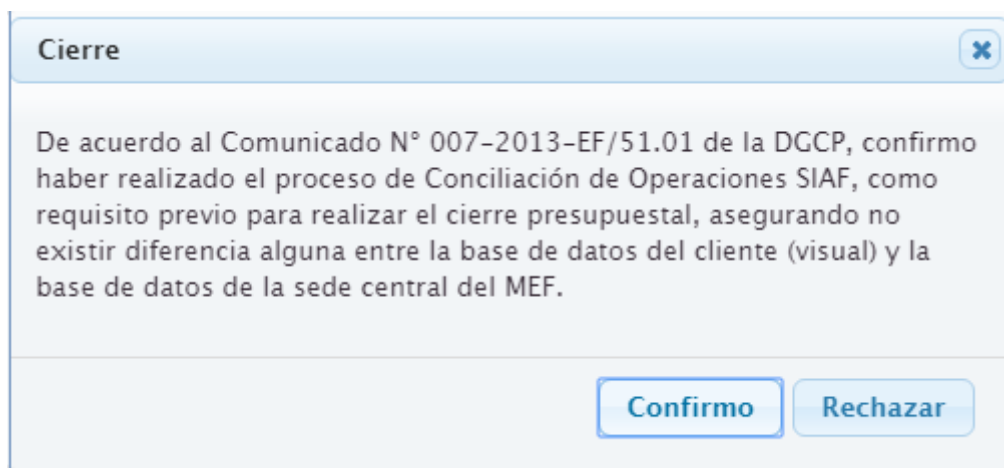 Cierre
De acuerdo al Comunicado N° 007-2013-EF/51.01 de la DGCP, confirmo
haber realizado el proceso de Conciliación de Operaciones SIAF, como
requisito previo para realizar el cierre presupuestal, asegurando no
existir diferencia alguna entre la base de datos del cliente (visual) y la
base de datos de la sede central del MEF.
Confirmo Rechazar